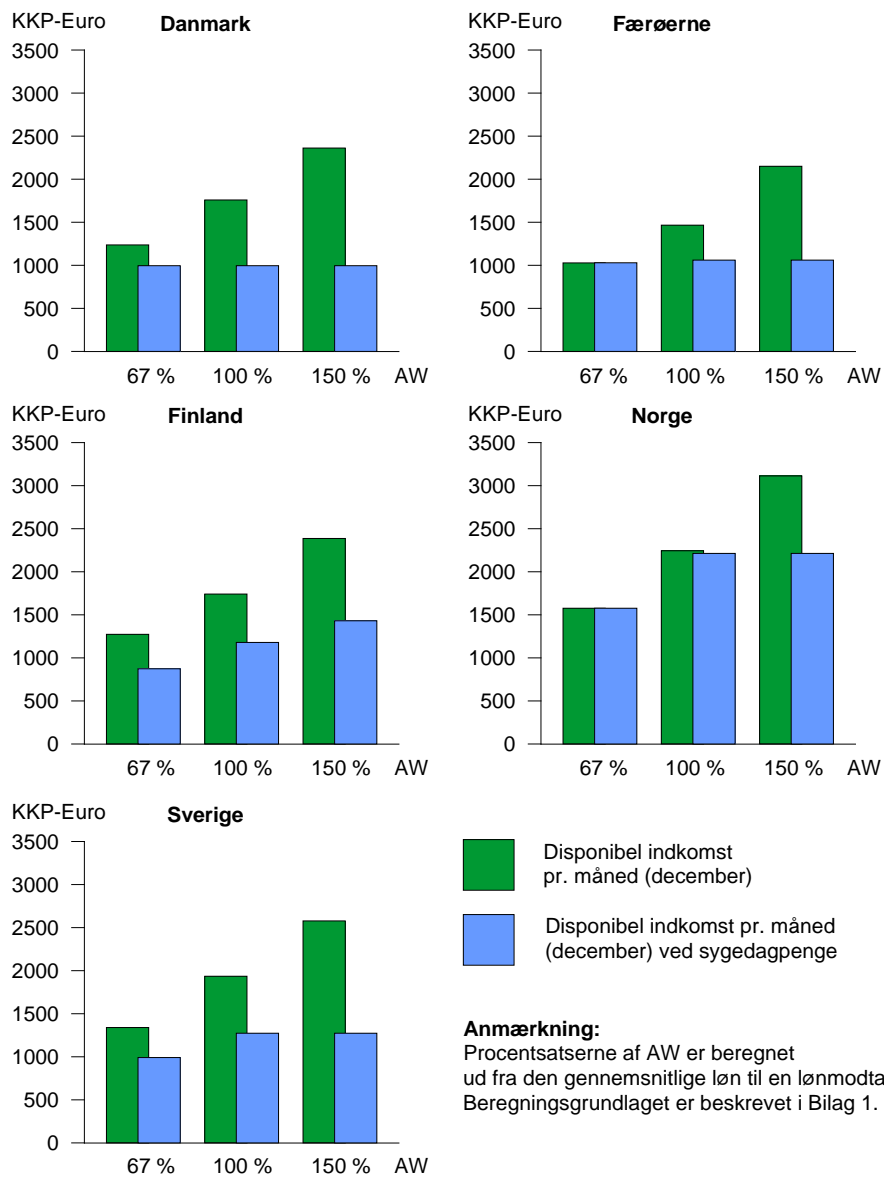 KKP-Euro Danmark
3500
3000
2500
2000
1500
1000
500
0
67 % 100 % 150 % AW
KKP-Euro Færøerne
3500
3000
2500
2000
1500
1000
500
0
67 % 100 % 150 % AW
KKP-Euro Finland
3500
3000
2500
2000
1500
1000
500
0
67 % 100 % 150 % AW
KKP-Euro Norge
3500
3000
2500
2000
1500
1000
500
0
67 % 100 % 150 % AW
KKP-Euro Sverige
3500
3000
2500
2000
1500
1000
500
0
67 % 100 % 150 % AW
Disponibel indkomst
pr. måned (december)
Disponibel indkomst pr. måned
(december) ved sygedagpenge
Anmærkning:
Procentsatserne af AW er beregnet
ud fra den gennemsnitlige løn til en lønmodta
Beregningsgrundlaget er beskrevet i Bilag 1.